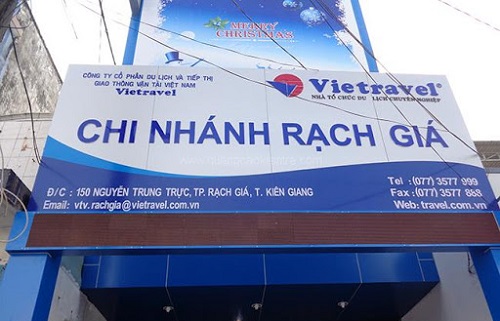 MERRY
CHRISTMAS
CÔNG TY CỔ PHẦN DU LỊCH VÀ TIẾP THỊ
GIAO THÔNG VẬN TẢI VIỆT NAM
Vietravel
Vietravel®
NHÀ TỔ CHỨC DU LỊCH CHUYÊN NGHIỆP
CHI NHÁNH RẠCH GIÁ
Đ/C : 150 NGUYỄN TRUNG TRỰC, TP. RẠCH GIÁ, T. KIÊN GIANG
Email: vtv.rachgia@vietravel.com.vn
Tel : (077) 3577 999
Fax : (077) 3577 888
Web: travel.com.vn